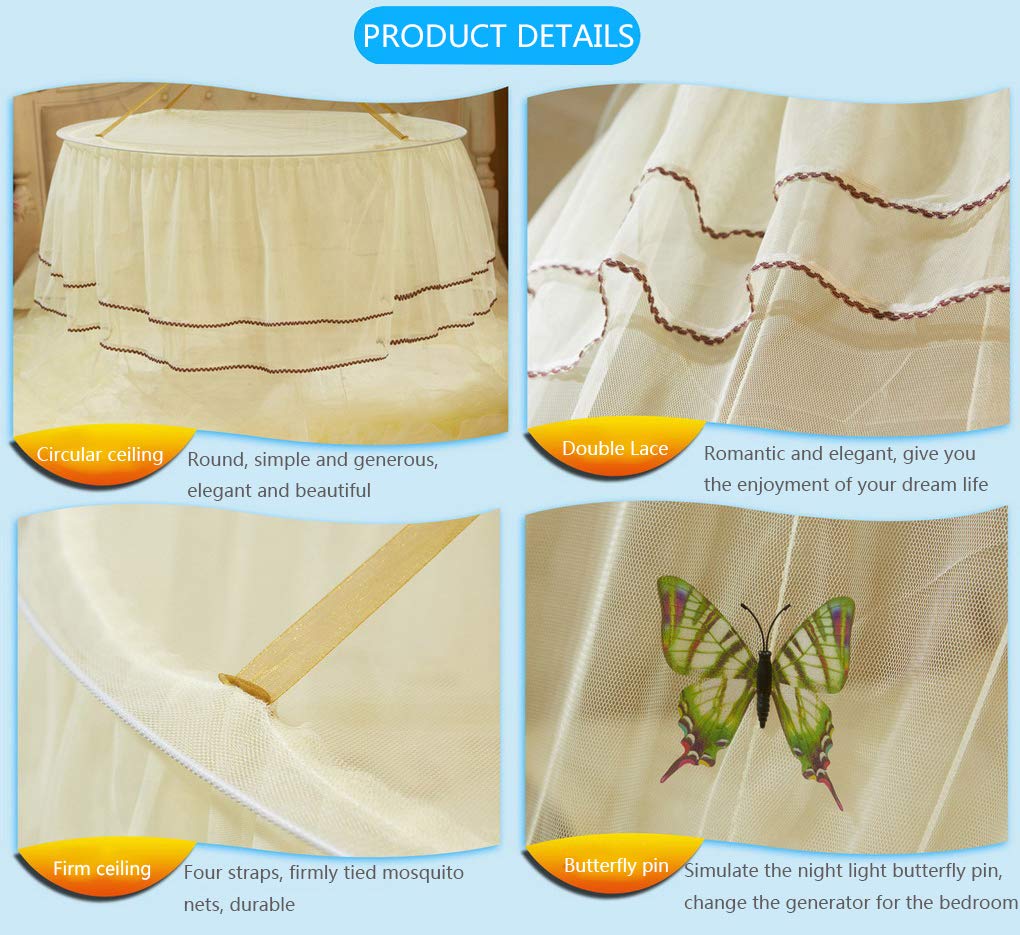 PRODUCT DETAILS
Circular ceiling
Round, simple and generous,
elegant and beautiful
Double Lace
Romantic and elegant, give you
the enjoyment of your dream life
Firm ceiling
Four straps, firmly tied mosquito
nets, durable
Butterfly pin
Simulate the night light butterfly pin,
change the generator for the bedroom